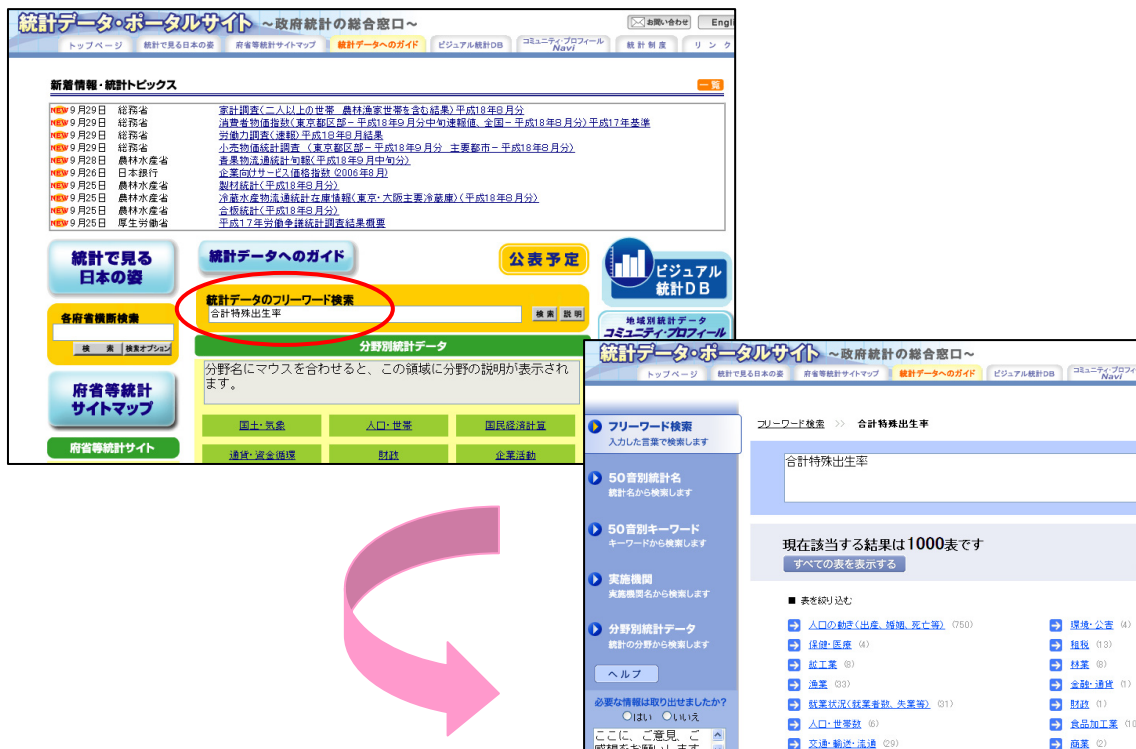 統計データ・ポータルサイト ～政府統計の総合窓口～
お問い合わせ Engli
トップページ 統計で見る日本の姿 府省等統計サイトマップ 統計データへのガイド ビジュアル統計DB コミュニティ・プロフィール Navi 統計制度 リンク
新着情報・統計トピックス 一覧
NEW 9月29日 総務省 家計調査(二人以上の世帯 農林漁家世帯を含む結果)平成18年8月分
NEW 9月29日 総務省 消費者物価指数(東京都区部－平成18年9月分中旬速報値、全国－平成18年8月分)平成17年基準
NEW 9月29日 総務省 労働力調査(速報)平成18年8月結果
NEW 9月29日 総務省 小売物価統計調査 (東京都区部－平成18年9月分 主要都市－平成18年8月分)
NEW 9月28日 農林水産省 青果物流通統計旬報(平成18年9月中旬分)
NEW 9月26日 日本銀行 企業向けサービス価格指数(2006年8月)
NEW 9月25日 農林水産省 製材統計(平成18年8月分)
NEW 9月25日 農林水産省 冷蔵水産物流通統計在庫情報(東京・大阪主要冷蔵庫)(平成18年8月分)
NEW 9月25日 農林水産省 合板統計(平成18年8月分)
NEW 9月25日 厚生労働省 平成17年労働争議統計調査結果概要
統計で見る
日本の姿
統計データへのガイド
公表予定
ビジュアル
統計DB
統計データのフリーワード検索
合計特殊出生率
検索 説明
各府省横断検索
検 索 検索オプション
地域別統計データ
コミュニティ・プロフィール
分野別統計データ
分野名にマウスを合わせると、この領域に分野の説明が表示され
ます。
府省等統計
サイトマップ
国土・気象 人口・世帯 国民経済計算
府省等統計サイト
通貨・資金循環 財政 企業活動
統計データ・ポータルサイト ～政府統計の総合窓口～
トップページ 統計で見る日本の姿 府省等統計サイトマップ 統計データへのガイド ビジュアル統計DB コミュニティ・プロフィ Navi
フリーワード検索
入力した言葉で検索します
50音別統計名
統計名から検索します
50音別キーワード
キーワードから検索します
実施機関
実施機関名から検索します
分野別統計データ
統計の分野から検索します
ヘルプ
必要な情報は取り出せましたか?
はい いいえ
ここに、ご意見、ご
感想をお願いします
フリーワード検索 >> 合計特殊出生率
合計特殊出生率
現在該当する結果は1000表です
すべての表を表示する
■ 表を絞り込む
人口の動き(出産、婚姻、死亡等) (750) 環境・公害 (4)
保健・医療 (4) 租税 (13)
鉱工業 (8) 林業 (8)
漁業 (33) 金融・通貨 (1)
就業状況(就業者数、失業等) (31) 財政 (1)
人口・世帯数 (6) 食品加工業 (10
交通・輸送・流通 (29) 商業 (2)